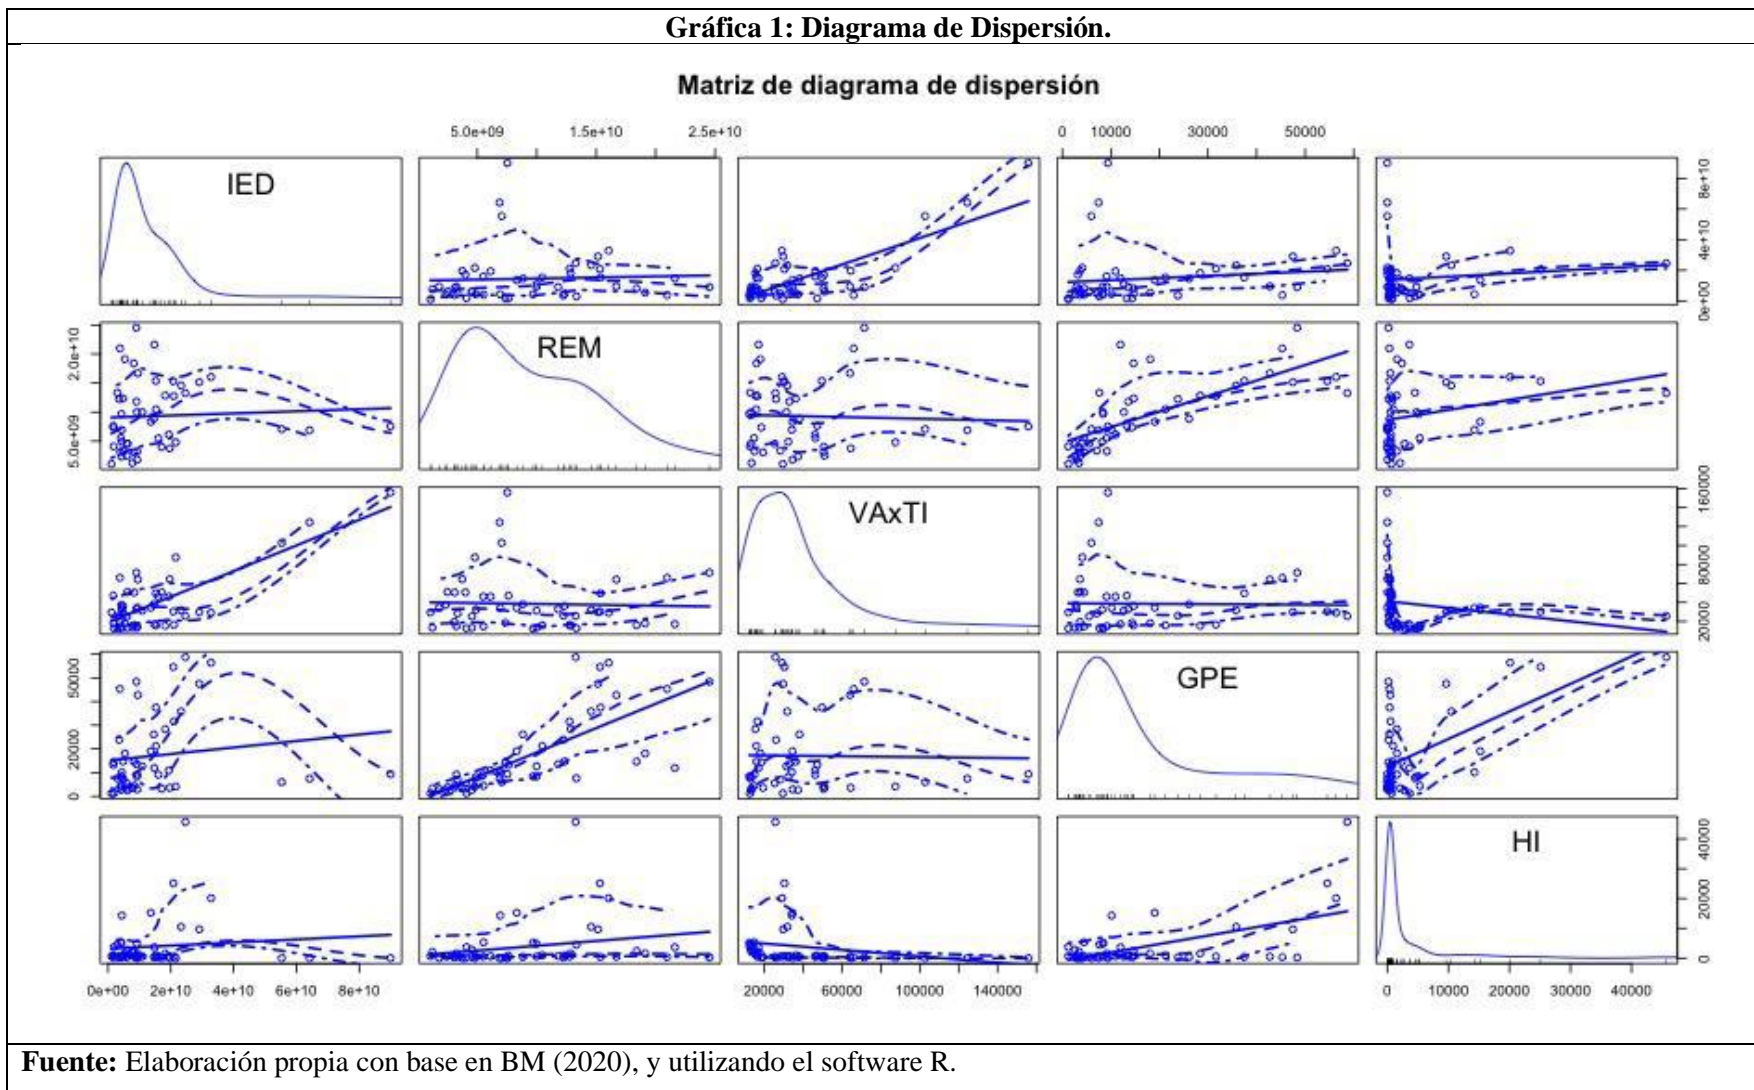 Gráfica 1: Diagrama de Dispersión.
Matriz de diagrama de dispersión
5.0e+09 1.5e+10 2.5e+10 0 10000 30000 50000
IED
0e+00 4e+10 8e+10
REM
5.0e+09 2.0e+10
VAxTI
20000 80000 160000
GPE
0 20000 50000
HI
0 20000 40000
0e+00 2e+10 4e+10 6e+10 8e+10 20000 60000 100000 140000 0 10000 20000 30000 40000
Fuente: Elaboración propia con base en BM (2020), y utilizando el software R.